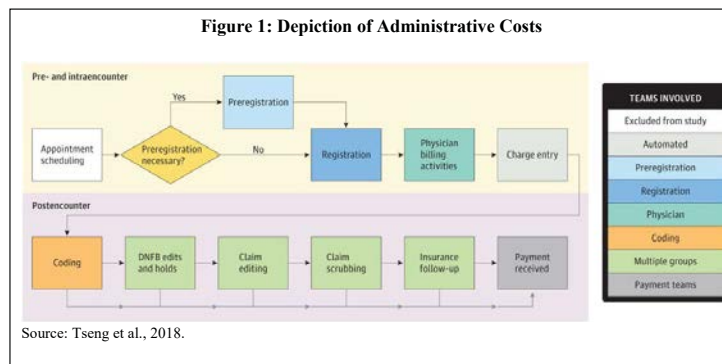 Figure 1: Depiction of Administrative Costs
Pre- and intraencounter
Yes
Preregistration
Appointment
scheduling
Preregistration
necessary?
No
Registration
Physician
billing
activities
Charge entry
Postencounter
Coding
DNFB edits
and holds
Claim
editing
Claim
scrubbing
Insurance
follow-up
Payment
received
TEAMS INVOLVED
Excluded from study
Automated
Preregistration
Registration
Physician
Coding
Multiple groups
Payment teams
Source: Tseng et al., 2018.